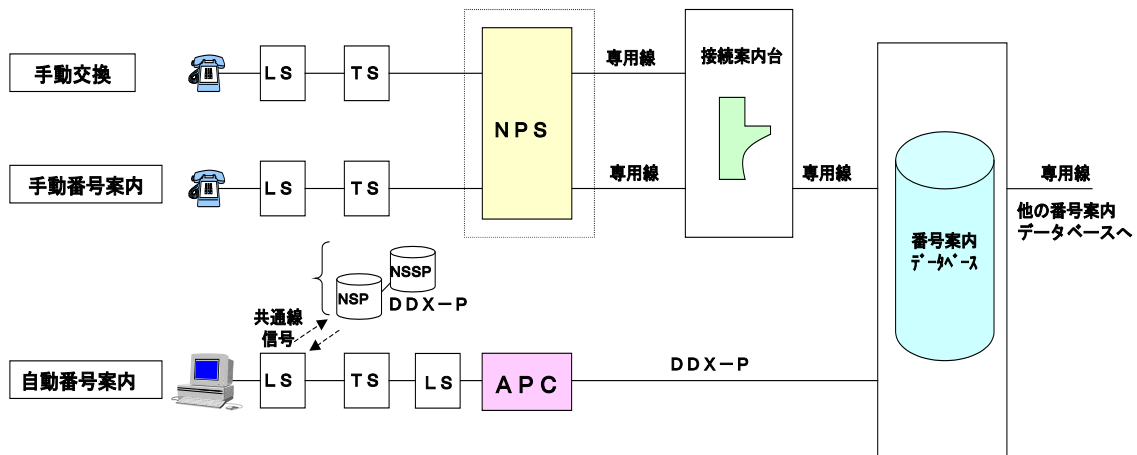 手動交換
LS
TS
NPS
専用線
接続案内台
手動番号案内
LS
TS
専用線
専用線
専用線
他の番号案内
データベースへ
番号案内
データベース
NSSP
NSP
DDX-P
共通線
信号
自動番号案内
LS
TS
LS
APC
DDX-P